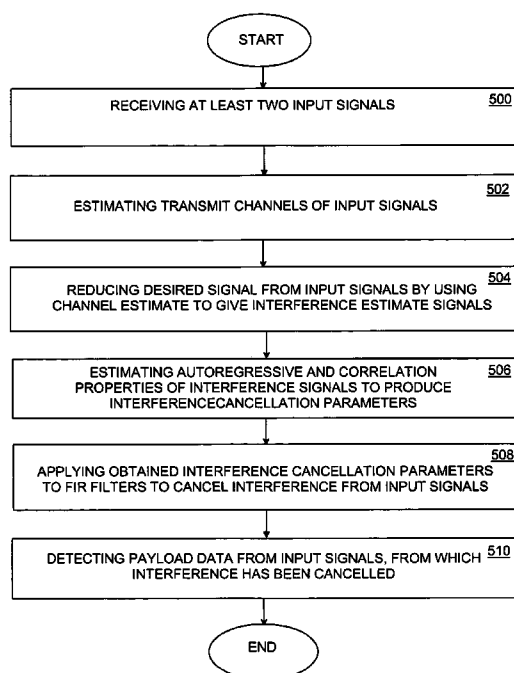 START
500
RECEIVING AT LEAST TWO INPUT SIGNALS
502
ESTIMATING TRANSMIT CHANNELS OF INPUT SIGNALS
504
REDUCING DESIRED SIGNAL FROM INPUT SIGNALS BY USING
CHANNEL ESTIMATE TO GIVE INTERFERENCE ESTIMATE SIGNALS
506
ESTIMATING AUTOREGRESSIVE AND CORRELATION
PROPERTIES OF INTERFERENCE SIGNALS TO PRODUCE
INTERFERENCECANCELLATION PARAMETERS
508
APPLYING OBTAINED INTERFERENCE CANCELLATION PARAMETERS
TO FIR FILTERS TO CANCEL INTERFERENCE FROM INPUT SIGNALS
510
DETECTING PAYLOAD DATA FROM INPUT SIGNALS, FROM WHICH
INTERFERENCE HAS BEEN CANCELLED
END